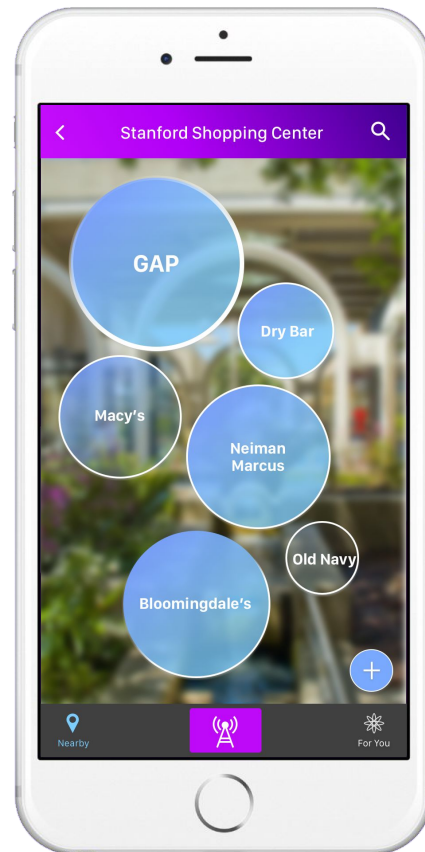 Stanford Shopping Center
GAP
Dry Bar
Macy's
Neiman
Marcus
Old Navy
Bloomingdale's
Nearby
For You